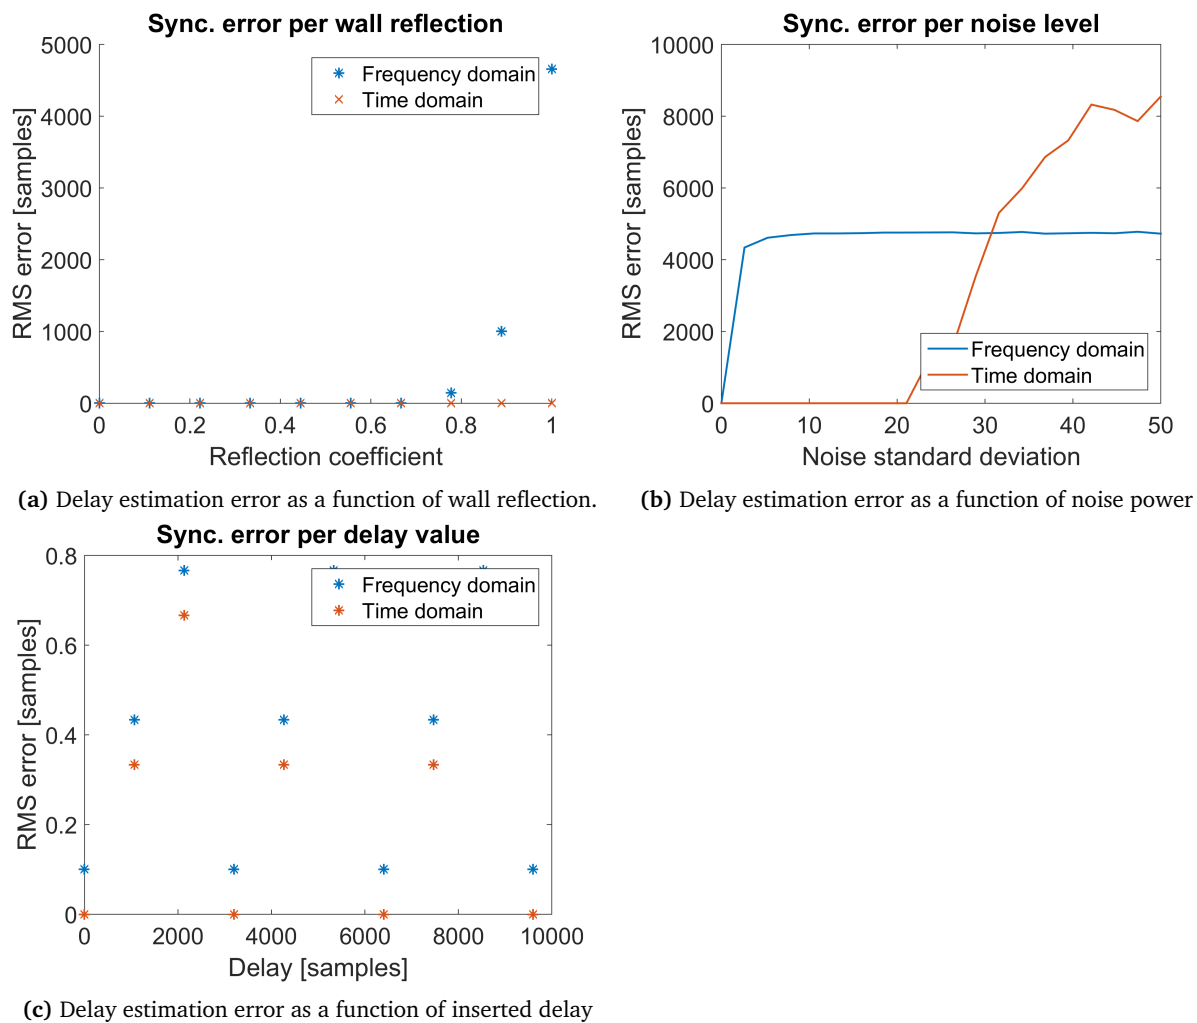 Sync. error per wall reflection
5000
4000
3000
2000
1000
0
RMS error [samples]
Frequency domain
Time domain
0 0.2 0.4 0.6 0.8 1
Reflection coefficient
(a) Delay estimation error as a function of wall reflection.
Sync. error per noise level
10000
8000
6000
4000
2000
0
RMS error [samples]
Frequency domain
Time domain
0 10 20 30 40 50
Noise standard deviation
(b) Delay estimation error as a function of noise power
Sync. error per delay value
0.8
0.6
0.4
0.2
0
RMS error [samples]
Frequency domain
Time domain
0 2000 4000 6000 8000 10000
Delay [samples]
(c) Delay estimation error as a function of inserted delay